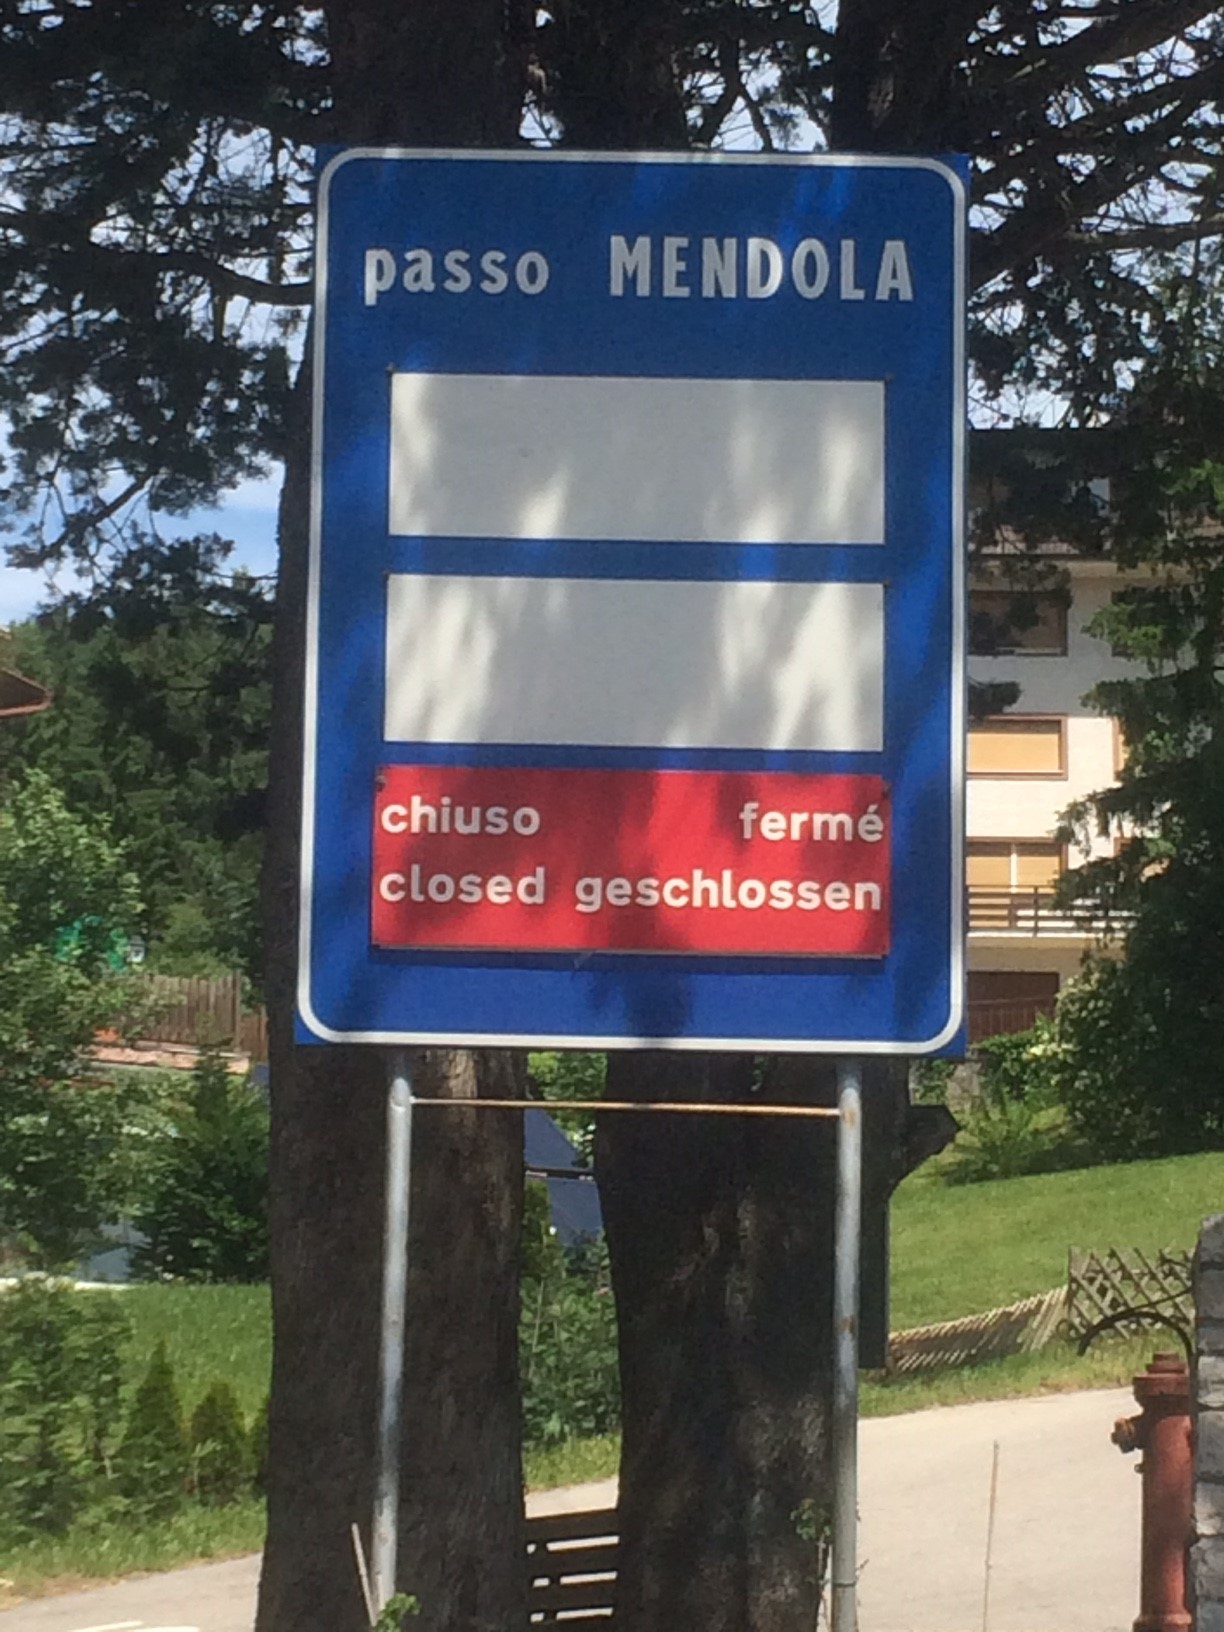 passo MENDOLA
chiuso fermé
closed geschlossen